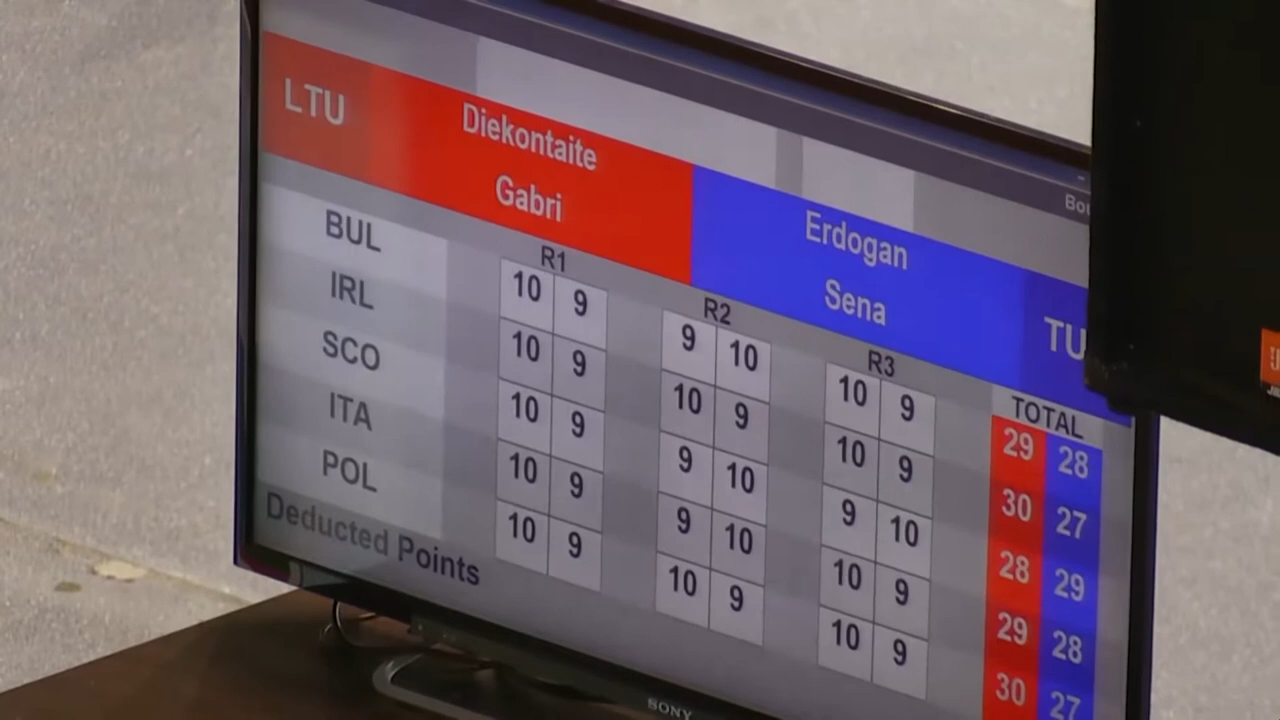 Bou
LTU Diekontaite Gabri Erdogan Sena TU
R1 R2 R3 TOTAL
BUL 10 9 9 10 10 9 29 28
IRL 10 9 10 9 10 9 30 27
SCO 10 9 9 10 9 10 28 29
ITA 10 9 9 10 10 9 29 28
POL 10 9 10 9 10 9 30 27
Deducted Points
SONY